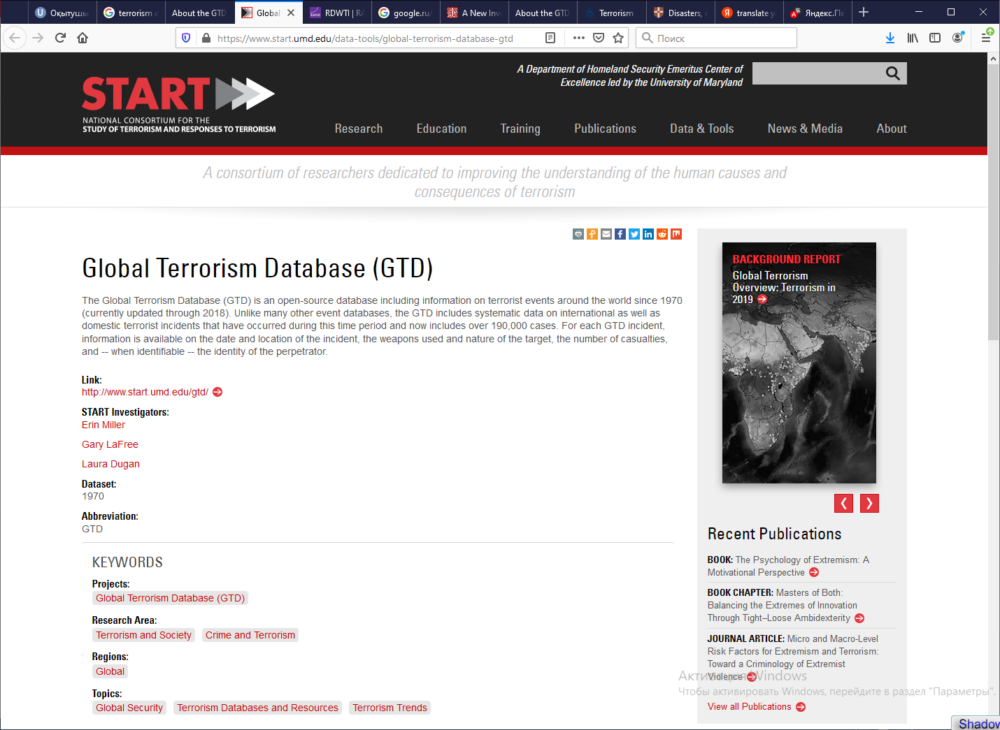 Оқытушы
terrorism
About the GTD
Global
RDWTI | RA
google.ru/
A New Inv
About the GTD
Terrorism
Disasters,
translate
Яндекс.Пе
https://www.start.umd.edu/data-tools/global-terrorism-database-gtd
Поиск
A Department of Homeland Security Emeritus Center of
Excellence led by the University of Maryland
START
NATIONAL CONSORTIUM FOR THE
STUDY OF TERRORISM AND RESPONSES TO TERRORISM
Research Education Training Publications Data & Tools News & Media About
A consortium of researchers dedicated to improving the understanding of the human causes and
consequences of terrorism
Global Terrorism Database (GTD)
The Global Terrorism Database (GTD) is an open-source database including information on terrorist events around the world since 1970
(currently updated through 2018). Unlike many other event databases, the GTD includes systematic data on international as well as
domestic terrorist incidents that have occurred during this time period and now includes over 190,000 cases. For each GTD incident,
information is available on the date and location of the incident, the weapons used and nature of the target, the number of casualties,
and -- when identifiable -- the identity of the perpetrator.
Link:
http://www.start.umd.edu/gtd/
START Investigators:
Erin Miller
Gary LaFree
Laura Dugan
Dataset:
1970
Abbreviation:
GTD
KEYWORDS
Projects:
Global Terrorism Database (GTD)
Research Area:
Terrorism and Society Crime and Terrorism
Regions:
Global
Topics:
Global Security Terrorism Databases and Resources Terrorism Trends
BACKGROUND REPORT
Global Terrorism
Overview: Terrorism in
2019
Recent Publications
BOOK: The Psychology of Extremism: A
Motivational Perspective
BOOK CHAPTER: Masters of Both:
Balancing the Extremes of Innovation
Through Tight–Loose Ambidexterity
JOURNAL ARTICLE: Micro and Macro-Level
Risk Factors for Extremism and Terrorism:
Toward a Criminology of Extremist
Violence
View all Publications
Активация Windows
Чтобы активировать Windows, перейдите в раздел "Параметры".
Shadow